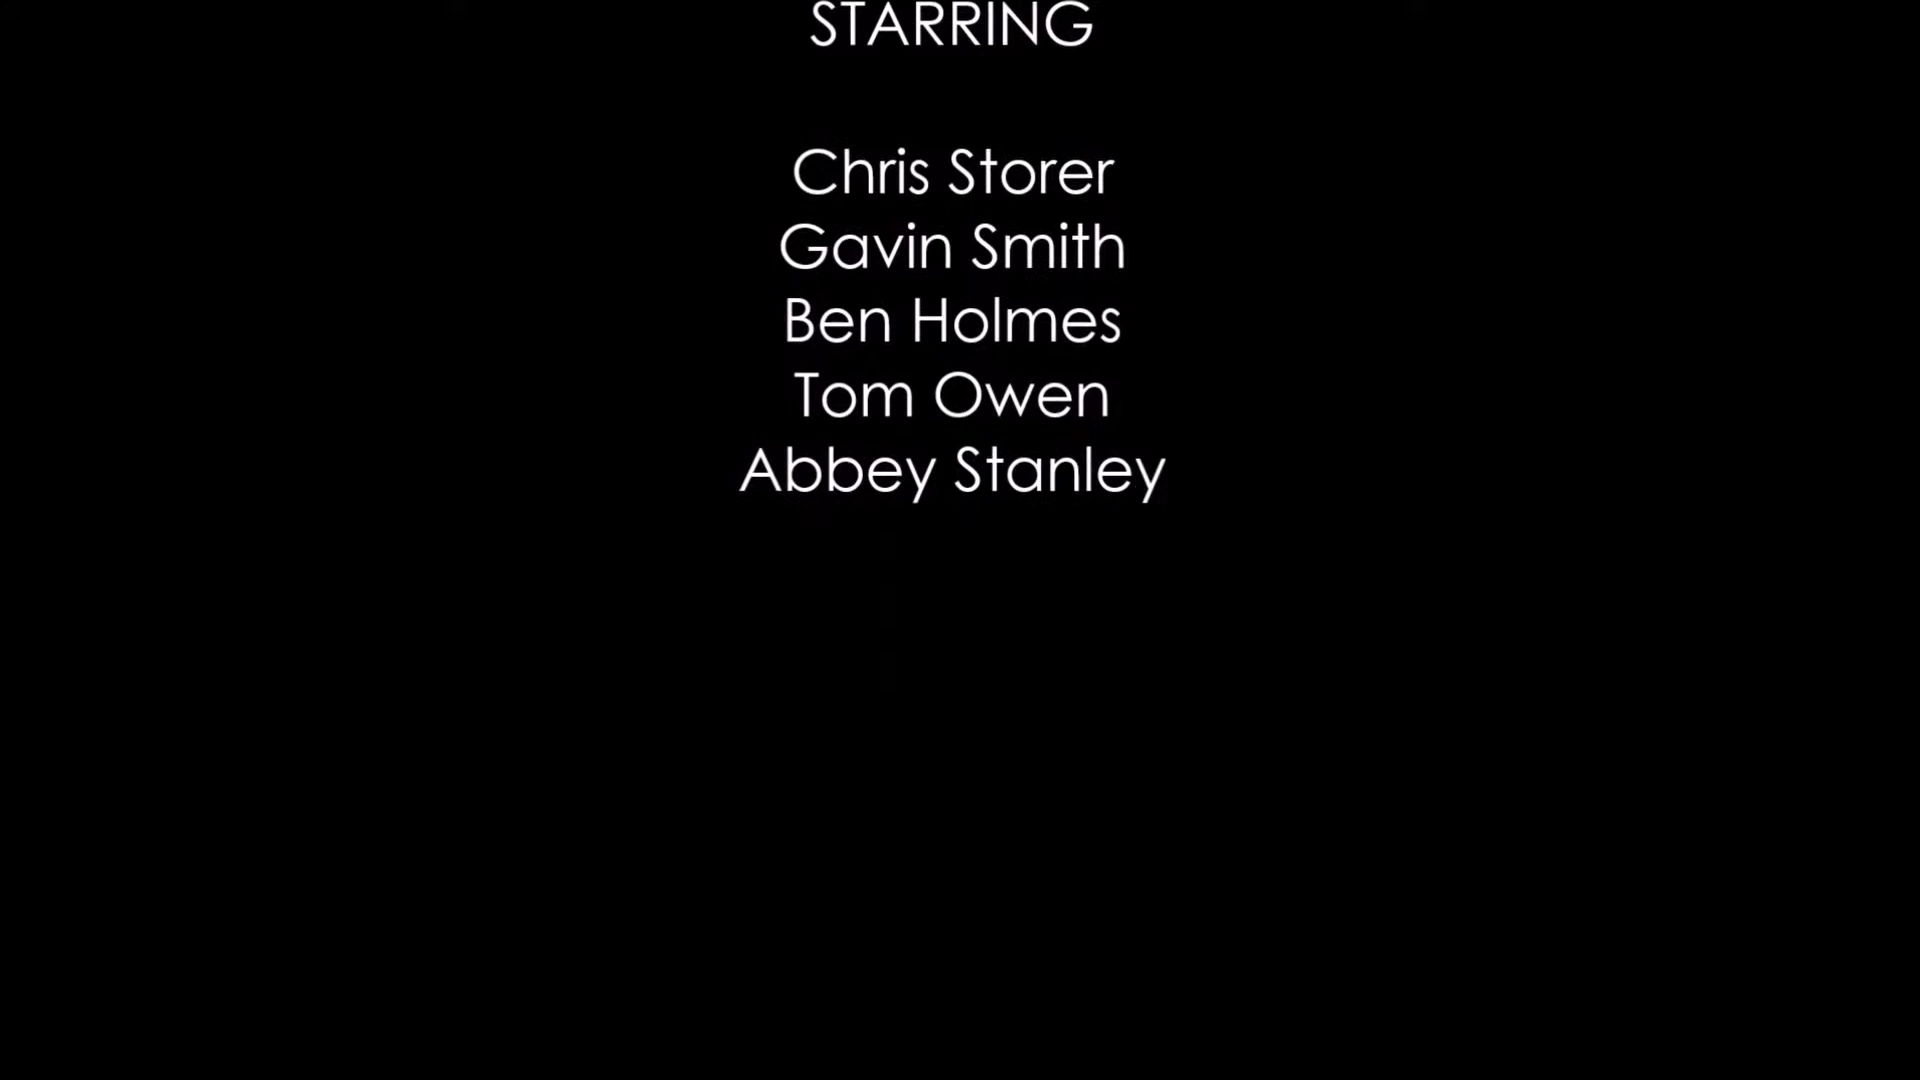 STARRING
Chris Storer
Gavin Smith
Ben Holmes
Tom Owen
Abbey Stanley